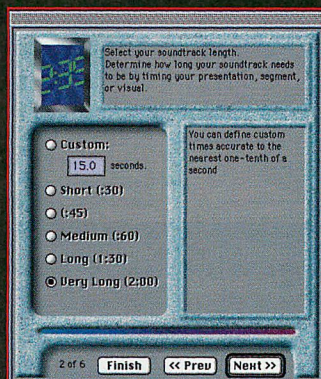 Select your soundtrack length.
Determine how long your soundtrack needs
to be by timing your presentation, segment,
or visual.
Custom:
15.0 seconds.
Short (:30)
(:45)
Medium (:60)
Long (1:30)
Very Long (2:00)
You can define custom
times accurate to the
nearest one-tenth of a
second
2 of 6 Finish << Prev Next >>